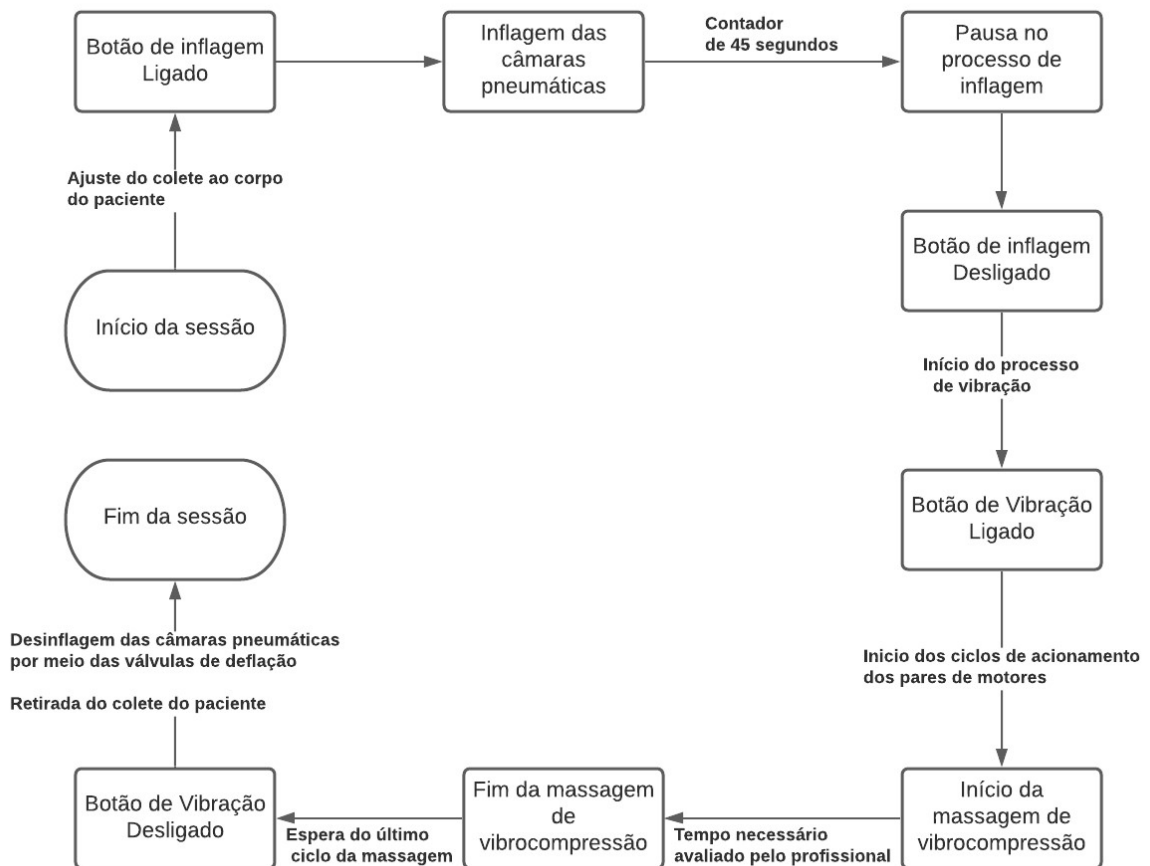 Início da sessão
Ajuste do colete ao corpo
do paciente
Botão de inflagem
Ligado
Inflagem das
câmaras
pneumáticas
Contador
de 45 segundos
Pausa no
processo de
inflagem
Botão de inflagem
Desligado
Início do processo
de vibração
Botão de Vibração
Ligado
Inicio dos ciclos de acionamento
dos pares de motores
Início da
massagem de
vibrocompressão
Tempo necessário
avaliado pelo profissional
Fim da massagem
de
vibrocompressão
Espera do último
ciclo da massagem
Botão de Vibração
Desligado
Desinflagem das câmaras pneumáticas
por meio das válvulas de deflação
Retirada do colete do paciente
Fim da sessão